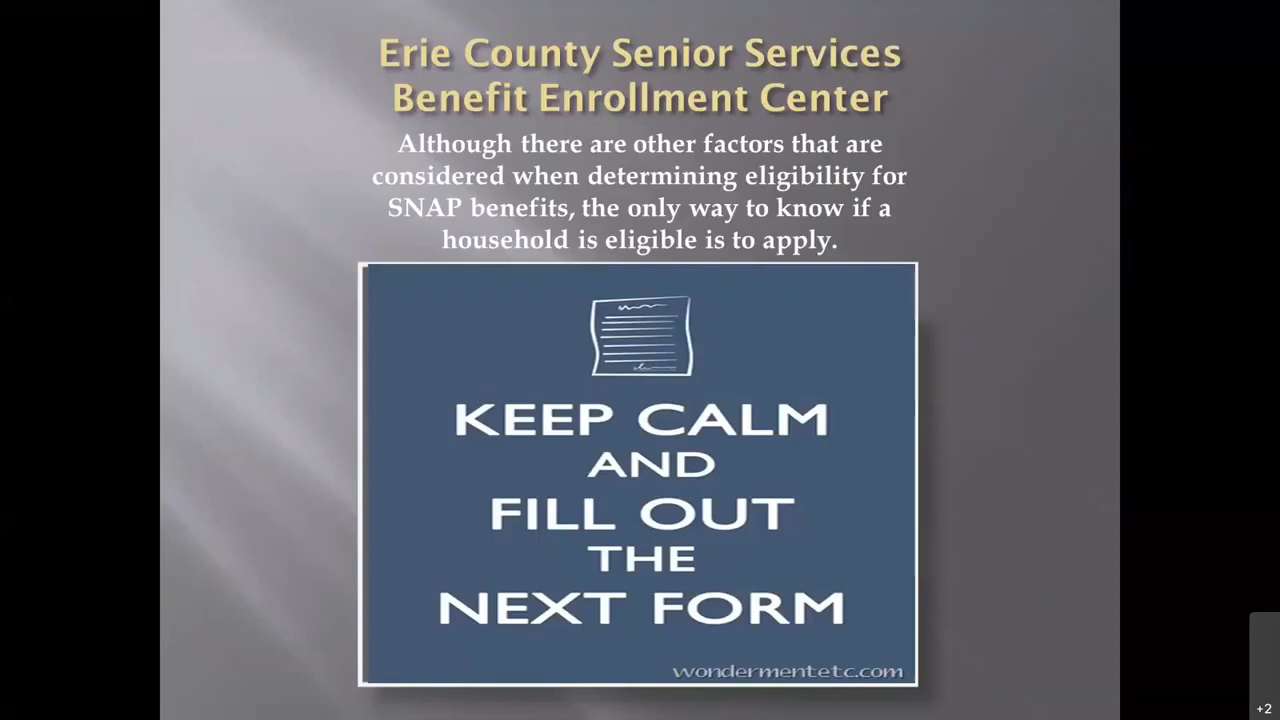 Erie County Senior Services
Benefit Enrollment Center
Although there are other factors that are
considered when determining eligibility for
SNAP benefits, the only way to know if a
household is eligible is to apply.
KEEP CALM
AND
FILL OUT
THE
NEXT FORM
wondermentetc.com
+2